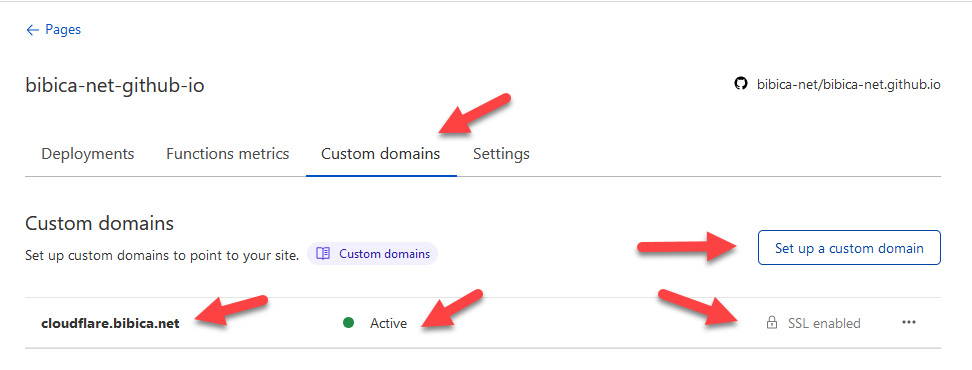 Pages
bibica-net-github-io
bibica-net/bibica-net.github.io
Deployments Functions metrics Custom domains Settings
Custom domains
Set up custom domains to point to your site. Custom domains
Set up a custom domain
cloudflare.bibica.net Active SSL enabled